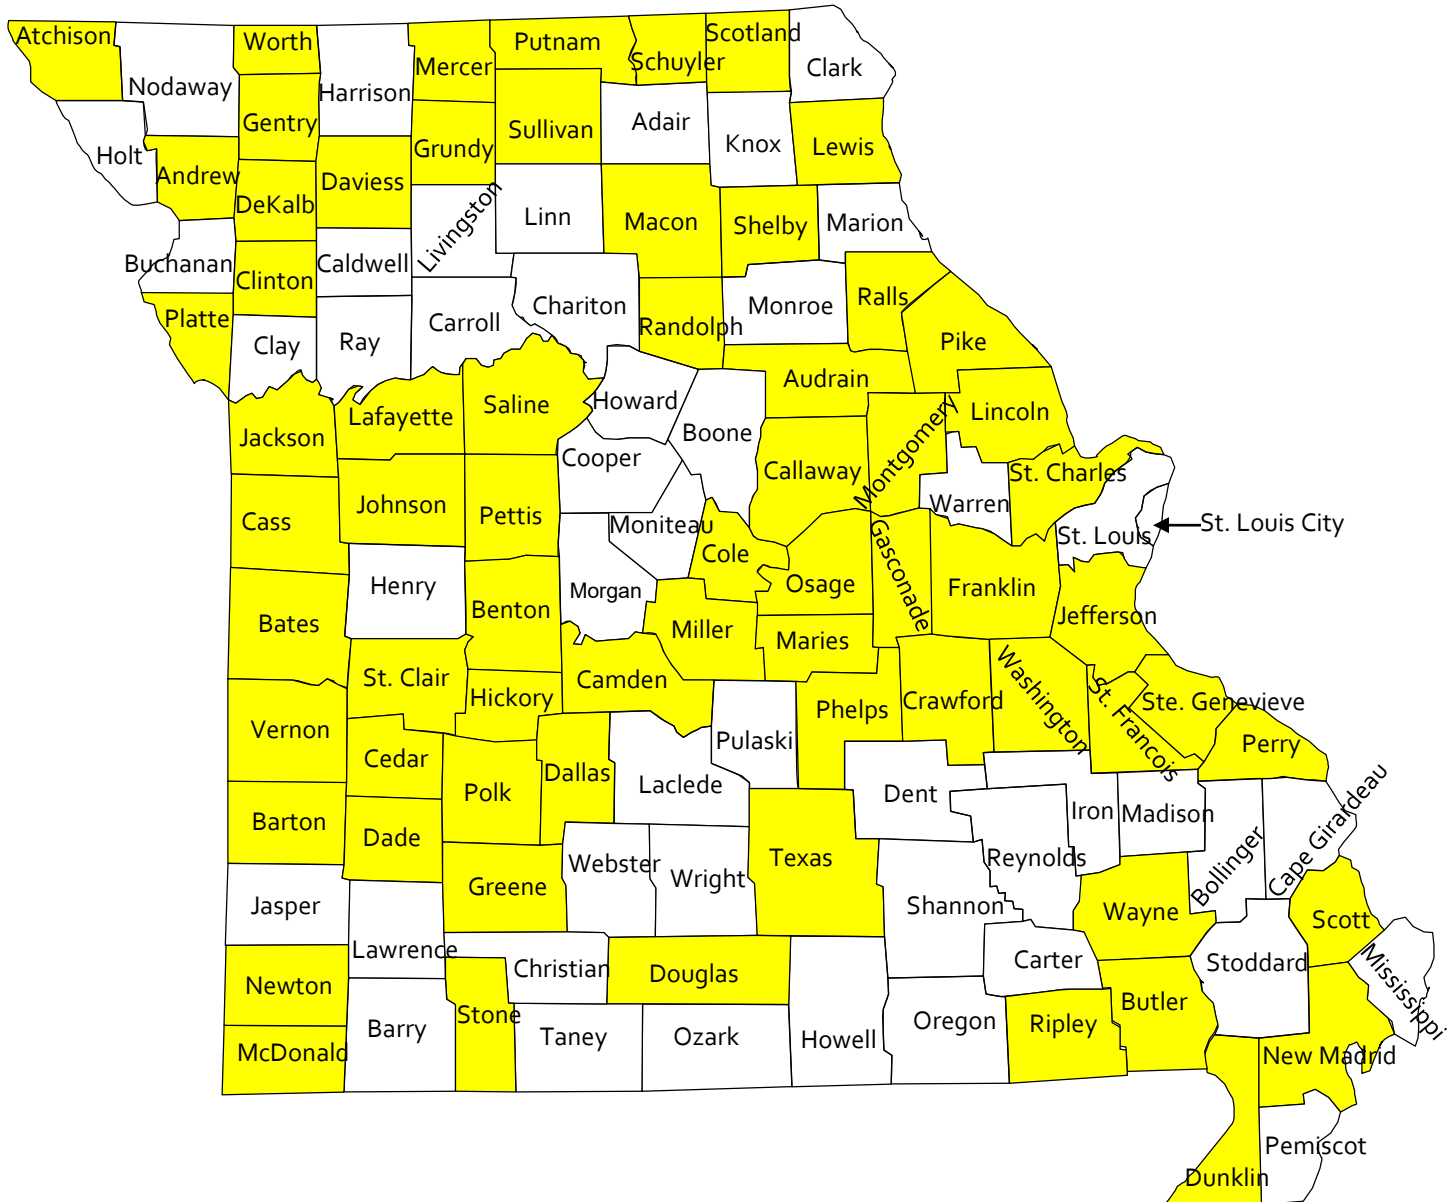 Atchison
Nodaway
Worth
Harrison
Mercer
Putnam
Schuyler
Scotland
Clark
Holt
Andrew
Gentry
DeKalb
Daviess
Grundy
Sullivan
Adair
Knox
Lewis
Buchanan
Clinton
Caldwell
Livingston
Linn
Macon
Shelby
Marion
Platte
Clay
Ray
Carroll
Chariton
Randolph
Monroe
Ralls
Pike
Jackson
Lafayette
Saline
Howard
Boone
Audrain
Callaway
Montgomery
Lincoln
Cass
Johnson
Pettis
Cooper
Moniteau
Cole
Warren
St. Charles
St. Louis
St. Louis City
Bates
Henry
Benton
Morgan
Miller
Osage
Maries
Gasconade
Franklin
Jefferson
Vernon
St. Clair
Hickory
Camden
Pulaski
Phelps
Crawford
Washington
St. Francois
Ste. Genevieve
Perry
Cedar
Polk
Dallas
Laclede
Dent
Iron
Madison
Bollinger
Cape Girardeau
Barton
Dade
Greene
Webster
Wright
Texas
Reynolds
Shannon
Wayne
Scott
Jasper
Lawrence
Christian
Douglas
Carter
Stoddard
Mississippi
Newton
McDonald
Barry
Stone
Taney
Ozark
Howell
Oregon
Ripley
Butler
New Madrid
Pemiscot
Dunklin